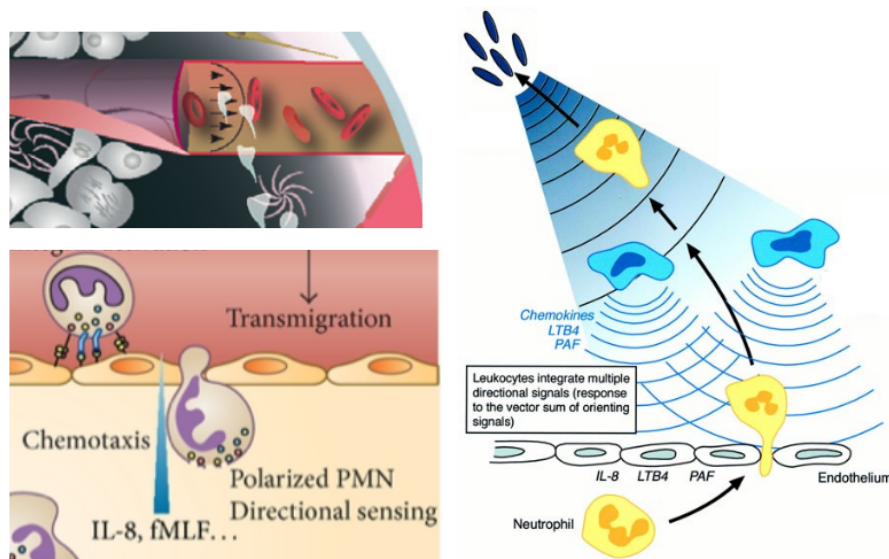 Transmigration
Chemotaxis
Polarized PMN
Directional sensing
IL-8, fMLF...
Chemokines
LTB4
PAF
Leukocytes integrate multiple
directional signals (response
to the vector sum of orienting
signals)
IL-8 LTB4 PAF
Endothelium
Neutrophil